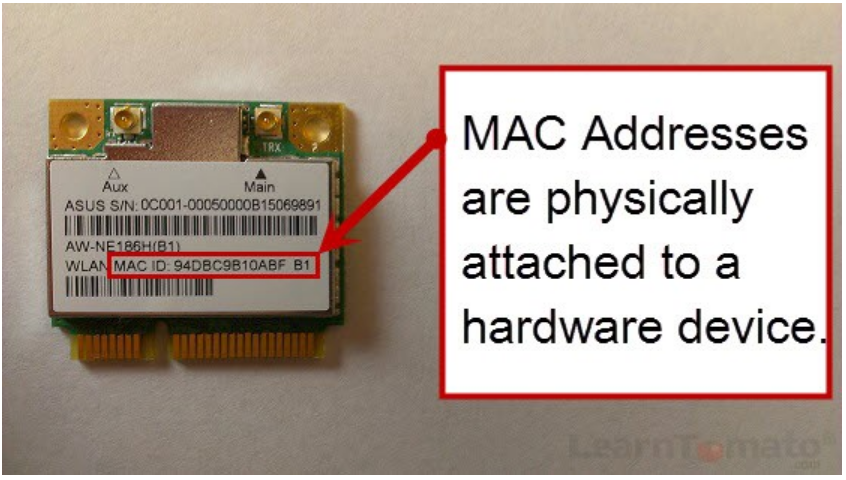 TRX
Aux
Main
ASUS S/N: 0C001-00050000B15069891
AW-NE186H(B1)
WLAN MAC ID: 94DBC9B10ABF B1
MAC Addresses
are physically
attached to a
hardware device.
LearnTomato
.com